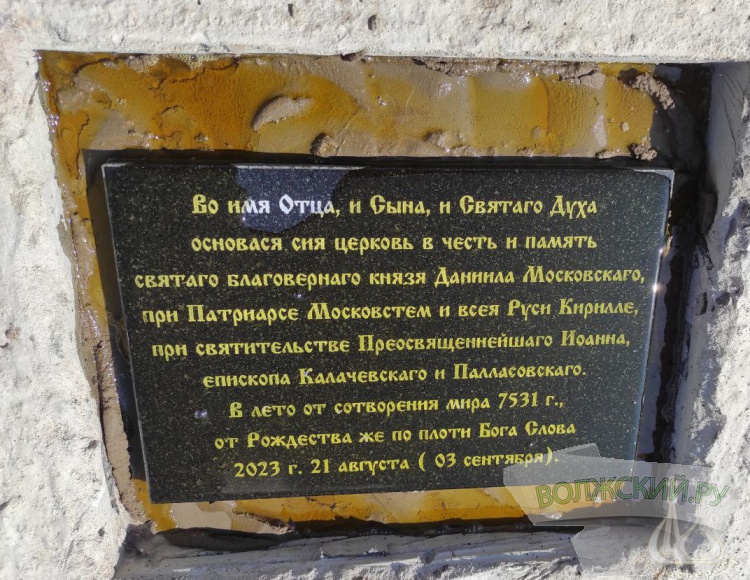 Во имя Отца, и Сына, и Святаго Духа
основася сия церковь в честь и память
святаго благовернаго князя Даниила Московскаго,
при Патриарсе Московстем и всея Руси Кирилле,
при святительстве Преосвященнейшаго Иоанна,
епископа Калачевскаго и Палласовскаго.
В лето от сотворения мира 7531 г.,
от Рождества же по плоти Бога Слова
2023 г. 21 августа ( 03 сентября).
ВОЛЖСКИЙ.РУ